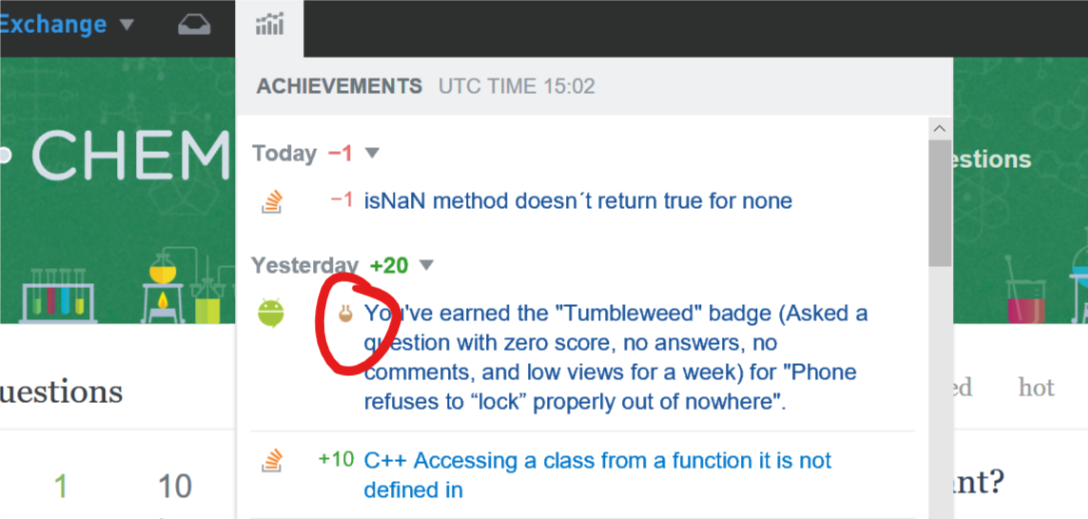 Exchange
ACHIEVEMENTS UTC TIME 15:02
CHEM
Today −1
estions
−1 isNaN method doesn´t return true for none
Yesterday +20
You've earned the "Tumbleweed" badge (Asked a
question with zero score, no answers, no
comments, and low views for a week) for "Phone
refuses to “lock” properly out of nowhere".
uestions
ed hot
+10 C++ Accessing a class from a function it is not
defined in
1 10
nt?